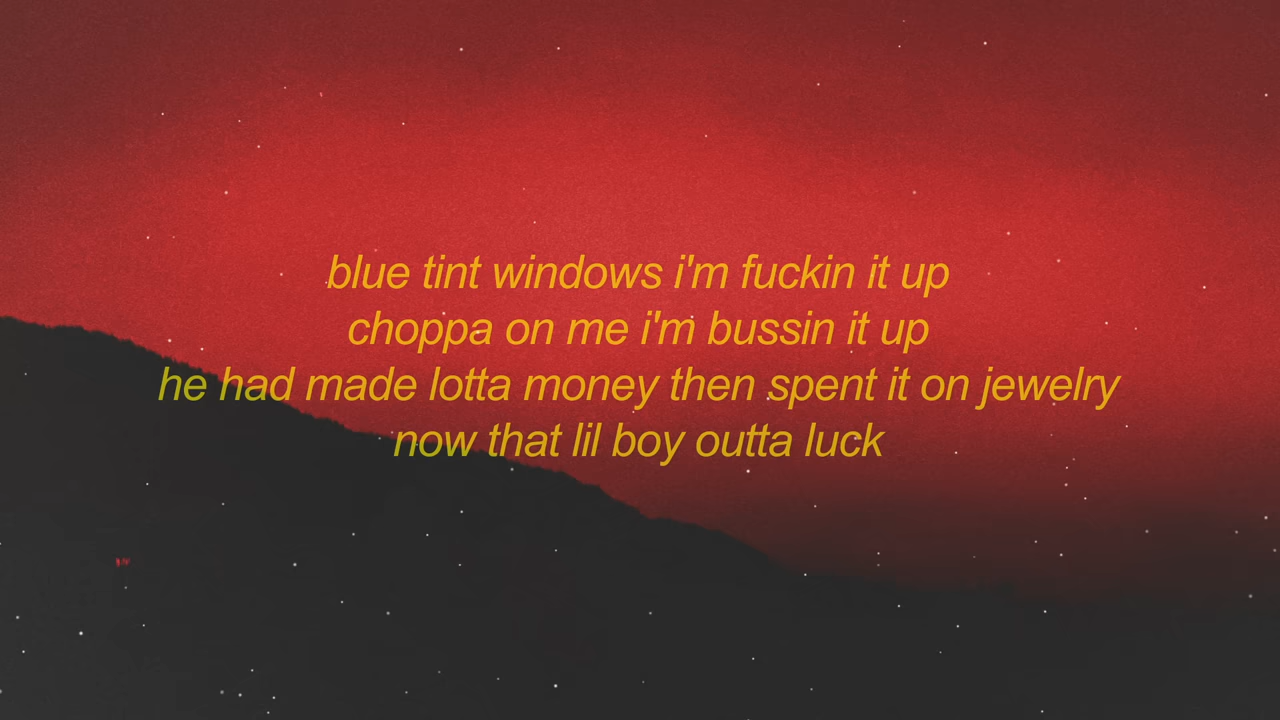 blue tint windows i'm fuckin it up
choppa on me i'm bussin it up
he had made lotta money then spent it on jewelry
now that lil boy outta luck